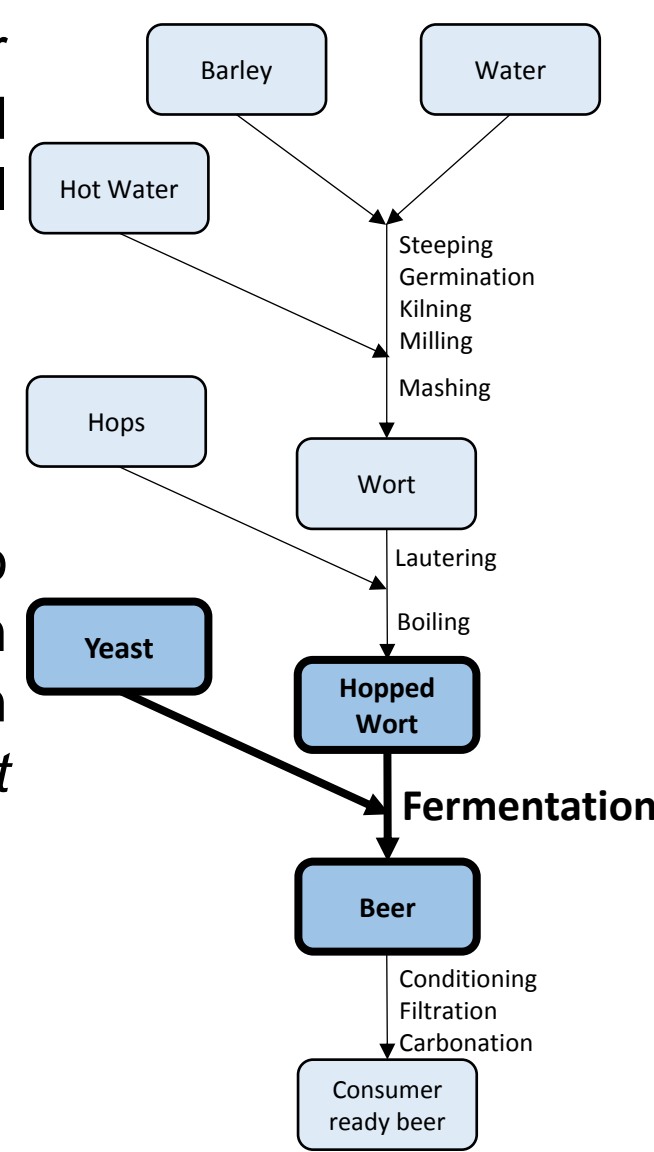 Barley
Water
Hot Water
Steeping
Germination
Kilning
Milling
Mashing
Hops
Wort
Lautering
Boiling
Yeast
Hopped
Wort
Fermentation
Beer
Conditioning
Filtration
Carbonation
Consumer
ready beer